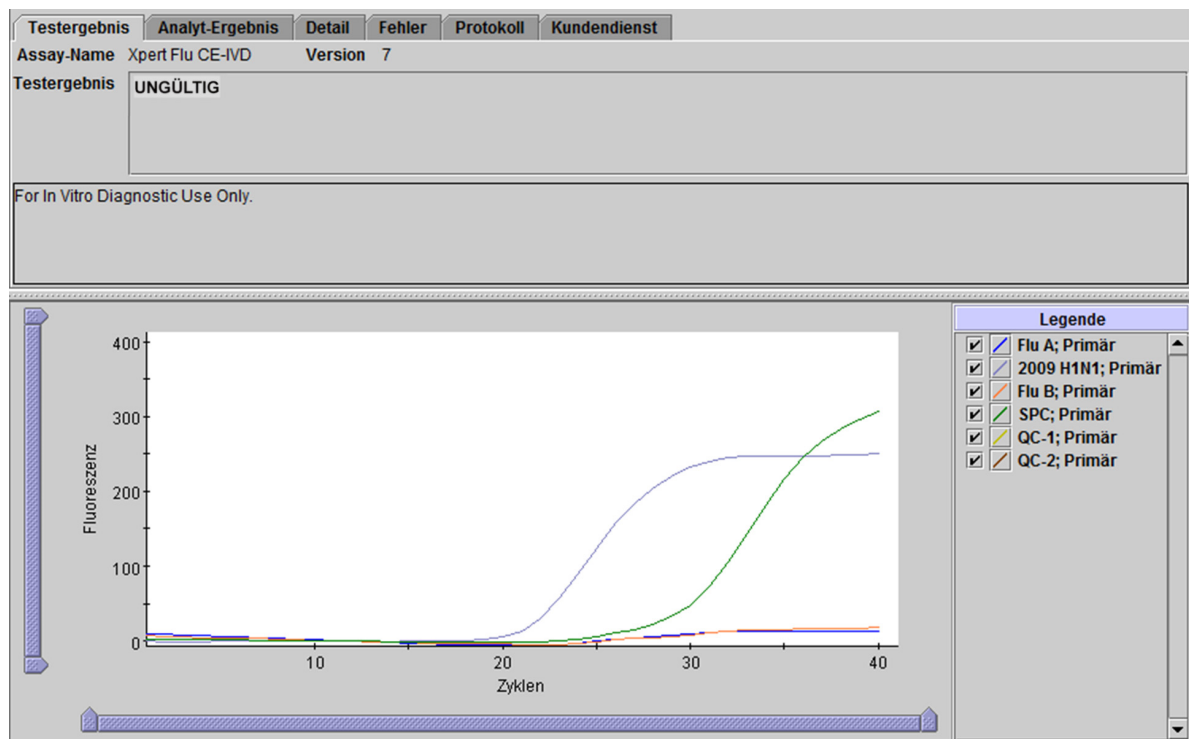 Testergebnis Analyt-Ergebnis Detail Fehler Protokoll Kundendienst
Assay-Name Xpert Flu CE-IVD Version 7
Testergebnis UNGÜLTIG
For In Vitro Diagnostic Use Only.
Legende
Flu A; Primär
2009 H1N1; Primär
Flu B; Primär
SPC; Primär
QC-1; Primär
QC-2; Primär
400
300
200
100
0
Fluoreszenz
10 20 30 40
Zyklen